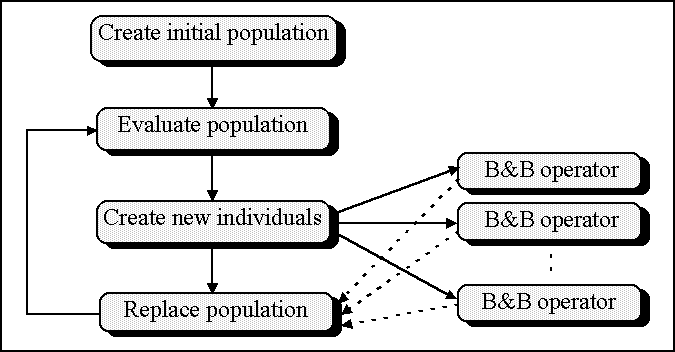 Create initial population
Evaluate population
Create new individuals
Replace population
B&B operator
B&B operator
B&B operator